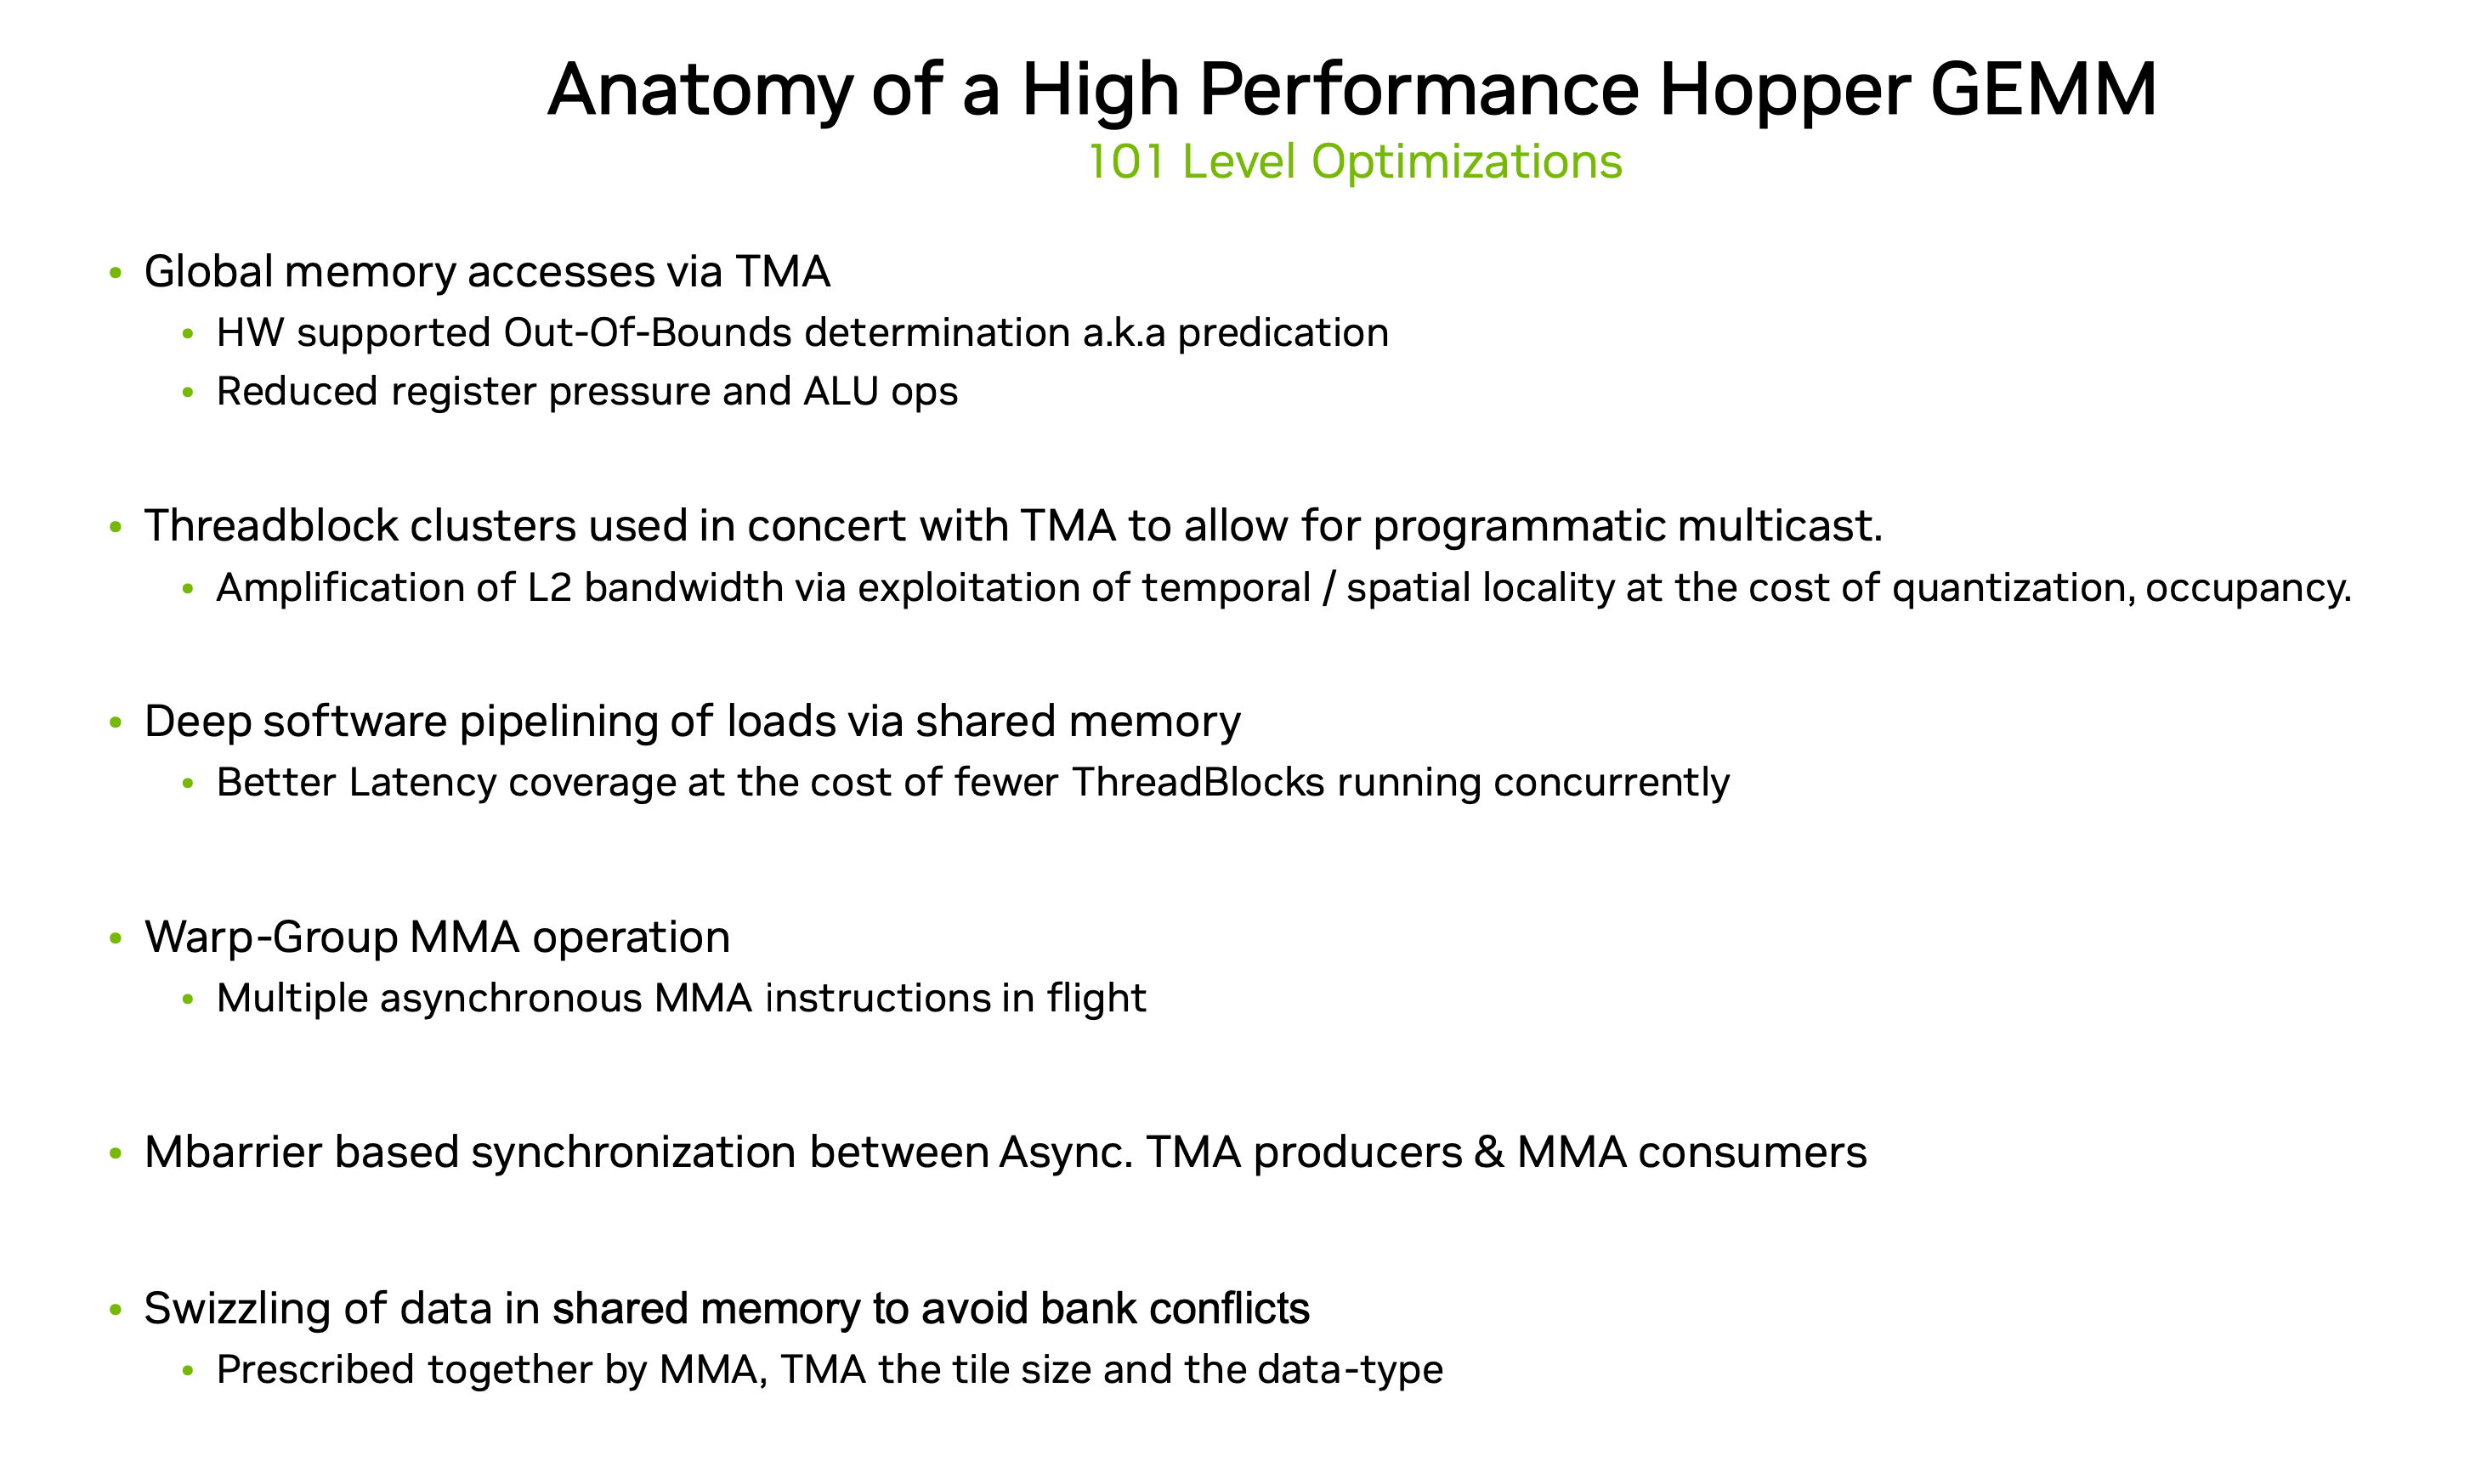 Anatomy of a High Performance Hopper GEMM
101 Level Optimizations
• Global memory accesses via TMA
• HW supported Out-Of-Bounds determination a.k.a predication
• Reduced register pressure and ALU ops
• Threadblock clusters used in concert with TMA to allow for programmatic multicast.
• Amplification of L2 bandwidth via exploitation of temporal / spatial locality at the cost of quantization, occupancy.
• Deep software pipelining of loads via shared memory
• Better Latency coverage at the cost of fewer ThreadBlocks running concurrently
• Warp-Group MMA operation
• Multiple asynchronous MMA instructions in flight
• Mbarrier based synchronization between Async. TMA producers & MMA consumers
• Swizzling of data in shared memory to avoid bank conflicts
• Prescribed together by MMA, TMA the tile size and the data-type